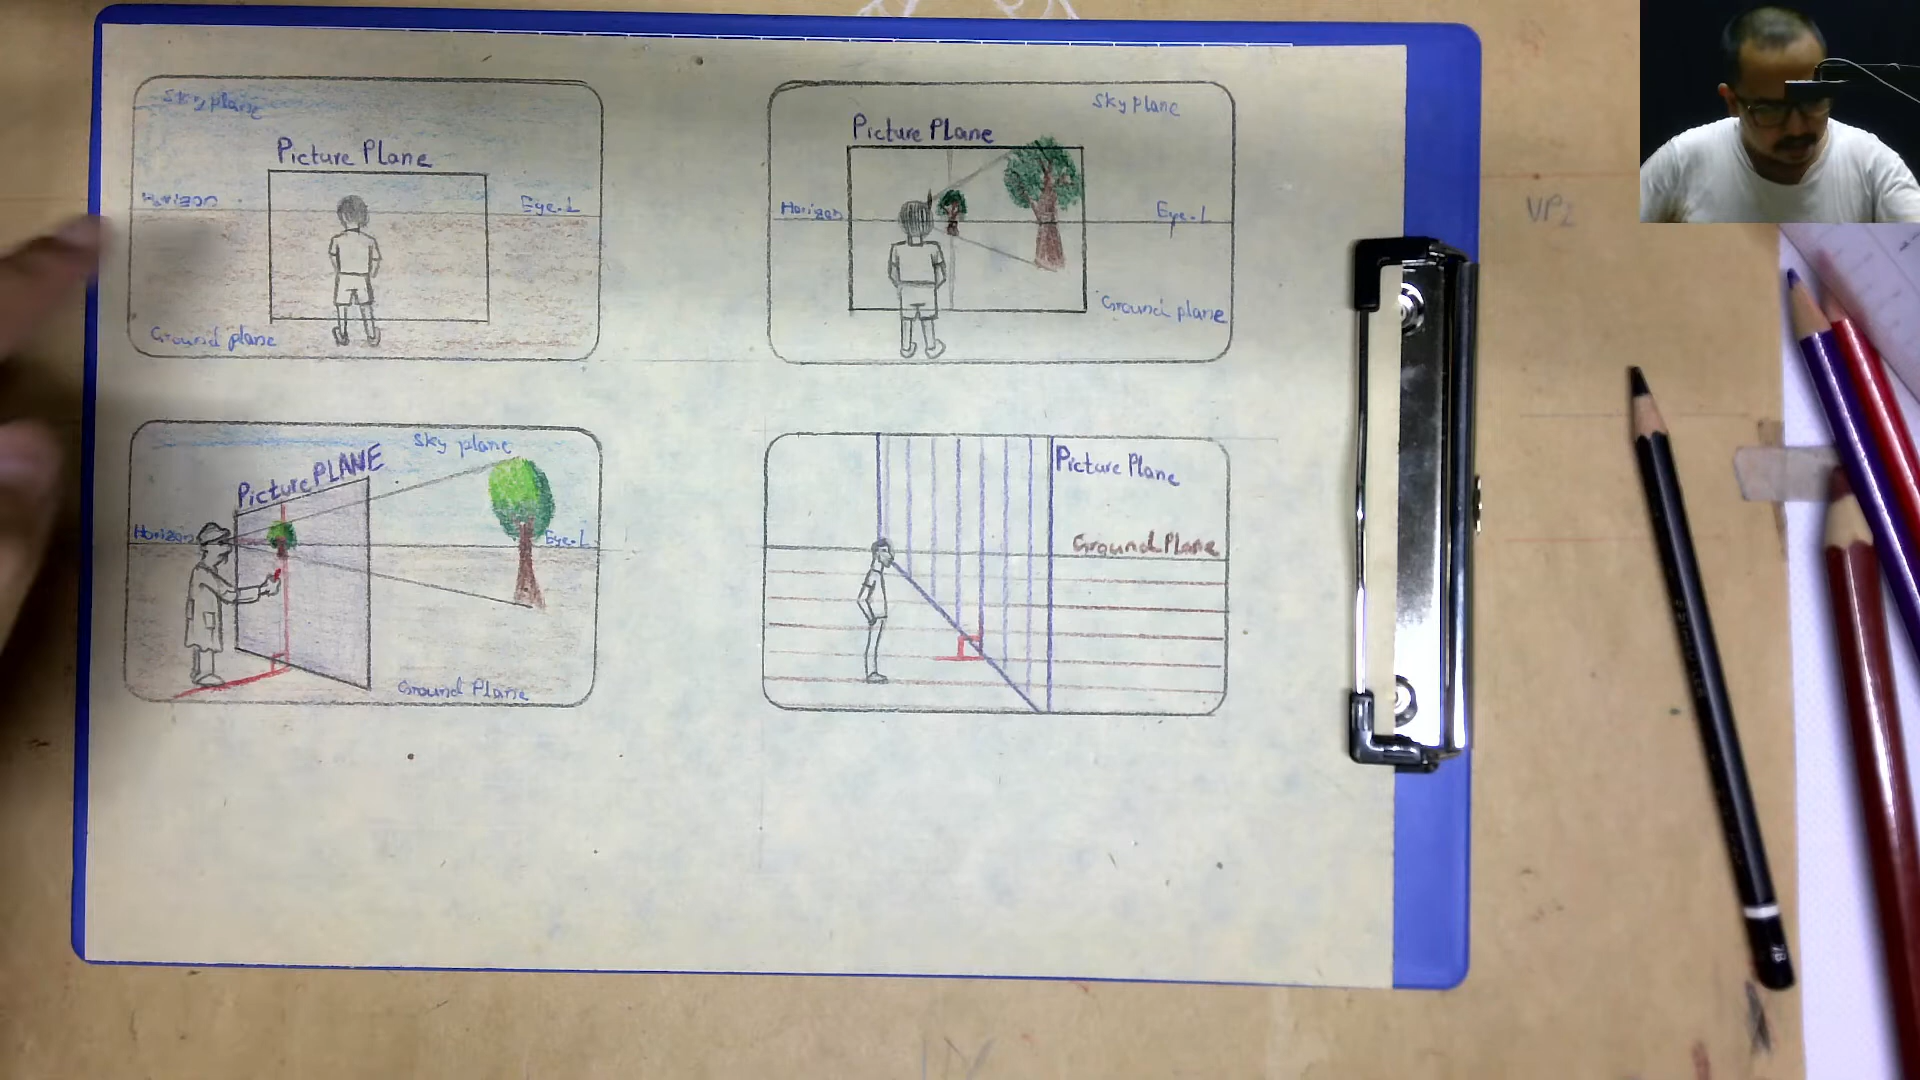 Sky plane
Picture Plane
Horizon
Eye.L
Ground plane
Sky plane
Picture Plane
Horizon
Eye.L
Ground plane
Sky plane
Picture PLANE
Horizon
Eye.L
Ground Plane
Picture Plane
Ground Plane
VP2